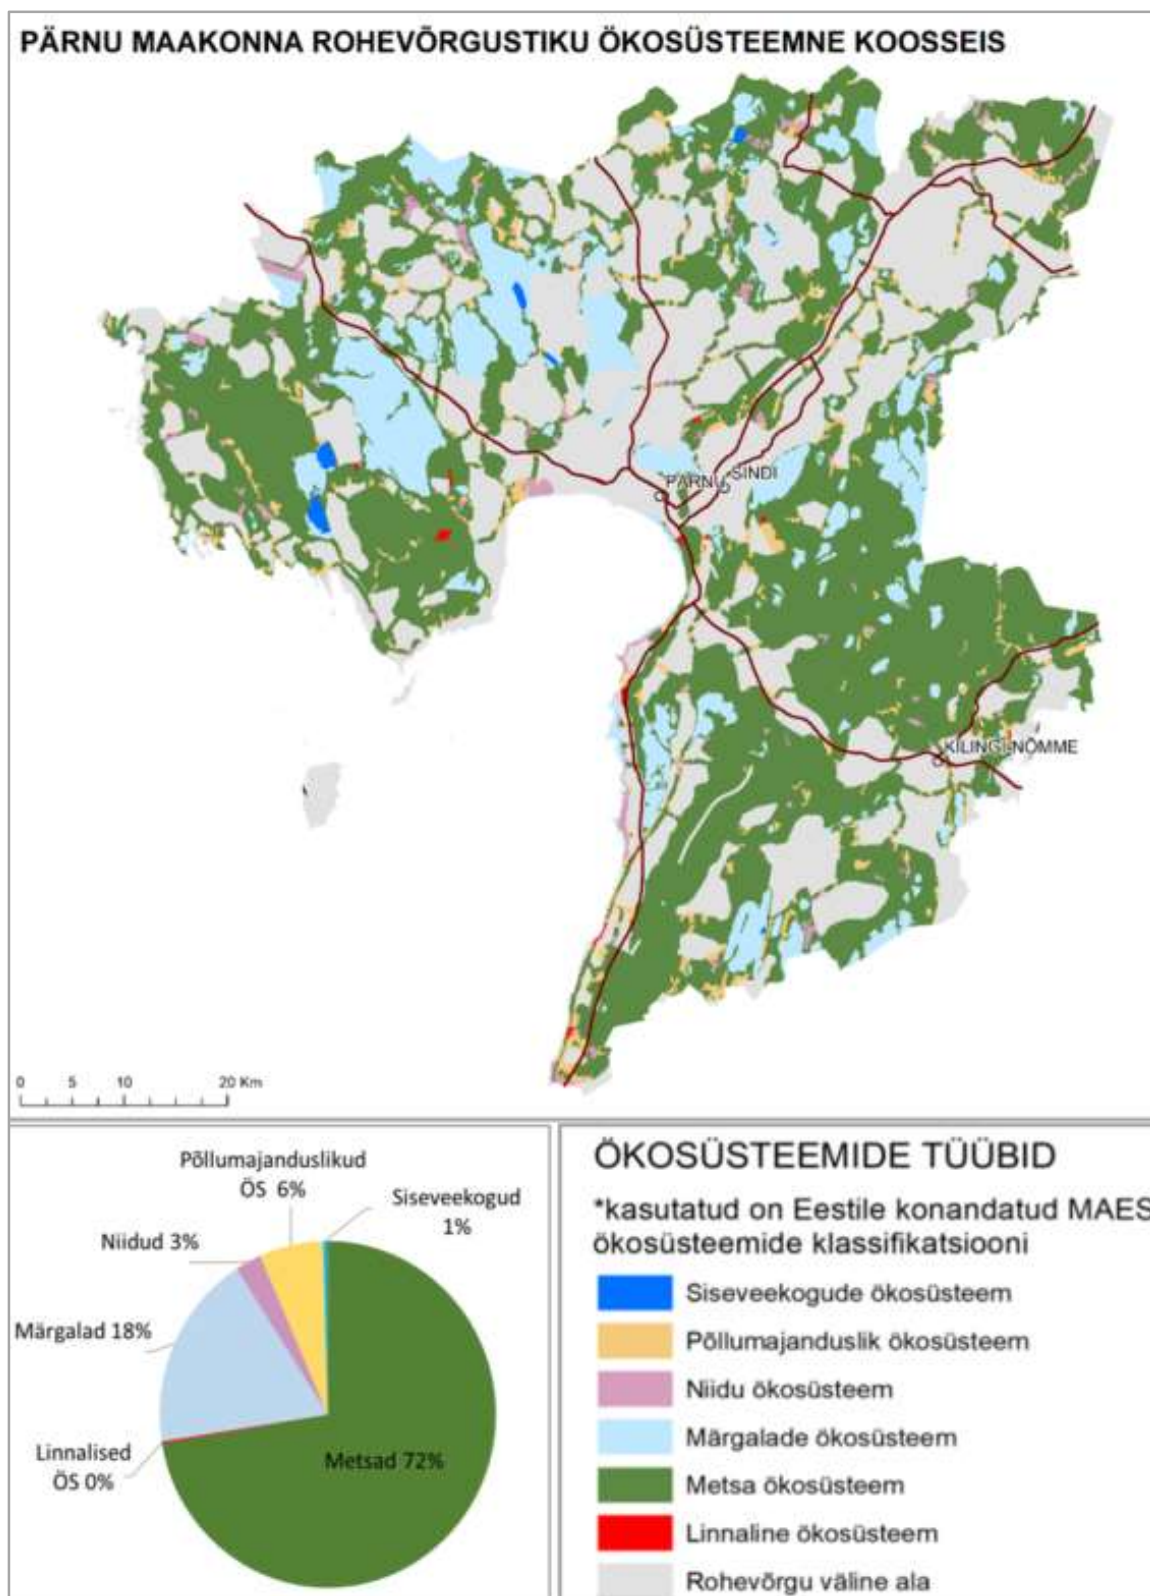 PÄRNU MAAKONNA ROHEVÕRGUSTIKU ÖKOSÜSTEEMNE KOOSSEIS
PÄRNU
SINDI
KILINGI-NÕMME
0 5 10 20 Km
Põllumajanduslikud
ÖS 6%
Siseveekogud
1%
Niidud 3%
Märgalad 18%
Linnalised
ÖS 0%
Metsad 72%
ÖKOSÜSTEEMIDE TÜÜBID
*kasutatud on Eestile konandatud MAES
ökosüsteemide klassifikatsiooni
Siseveekogude ökosüsteem
Põllumajanduslik ökosüsteem
Niidu ökosüsteem
Märgalade ökosüsteem
Metsa ökosüsteem
Linnaline ökosüsteem
Rohevõrgu väline ala